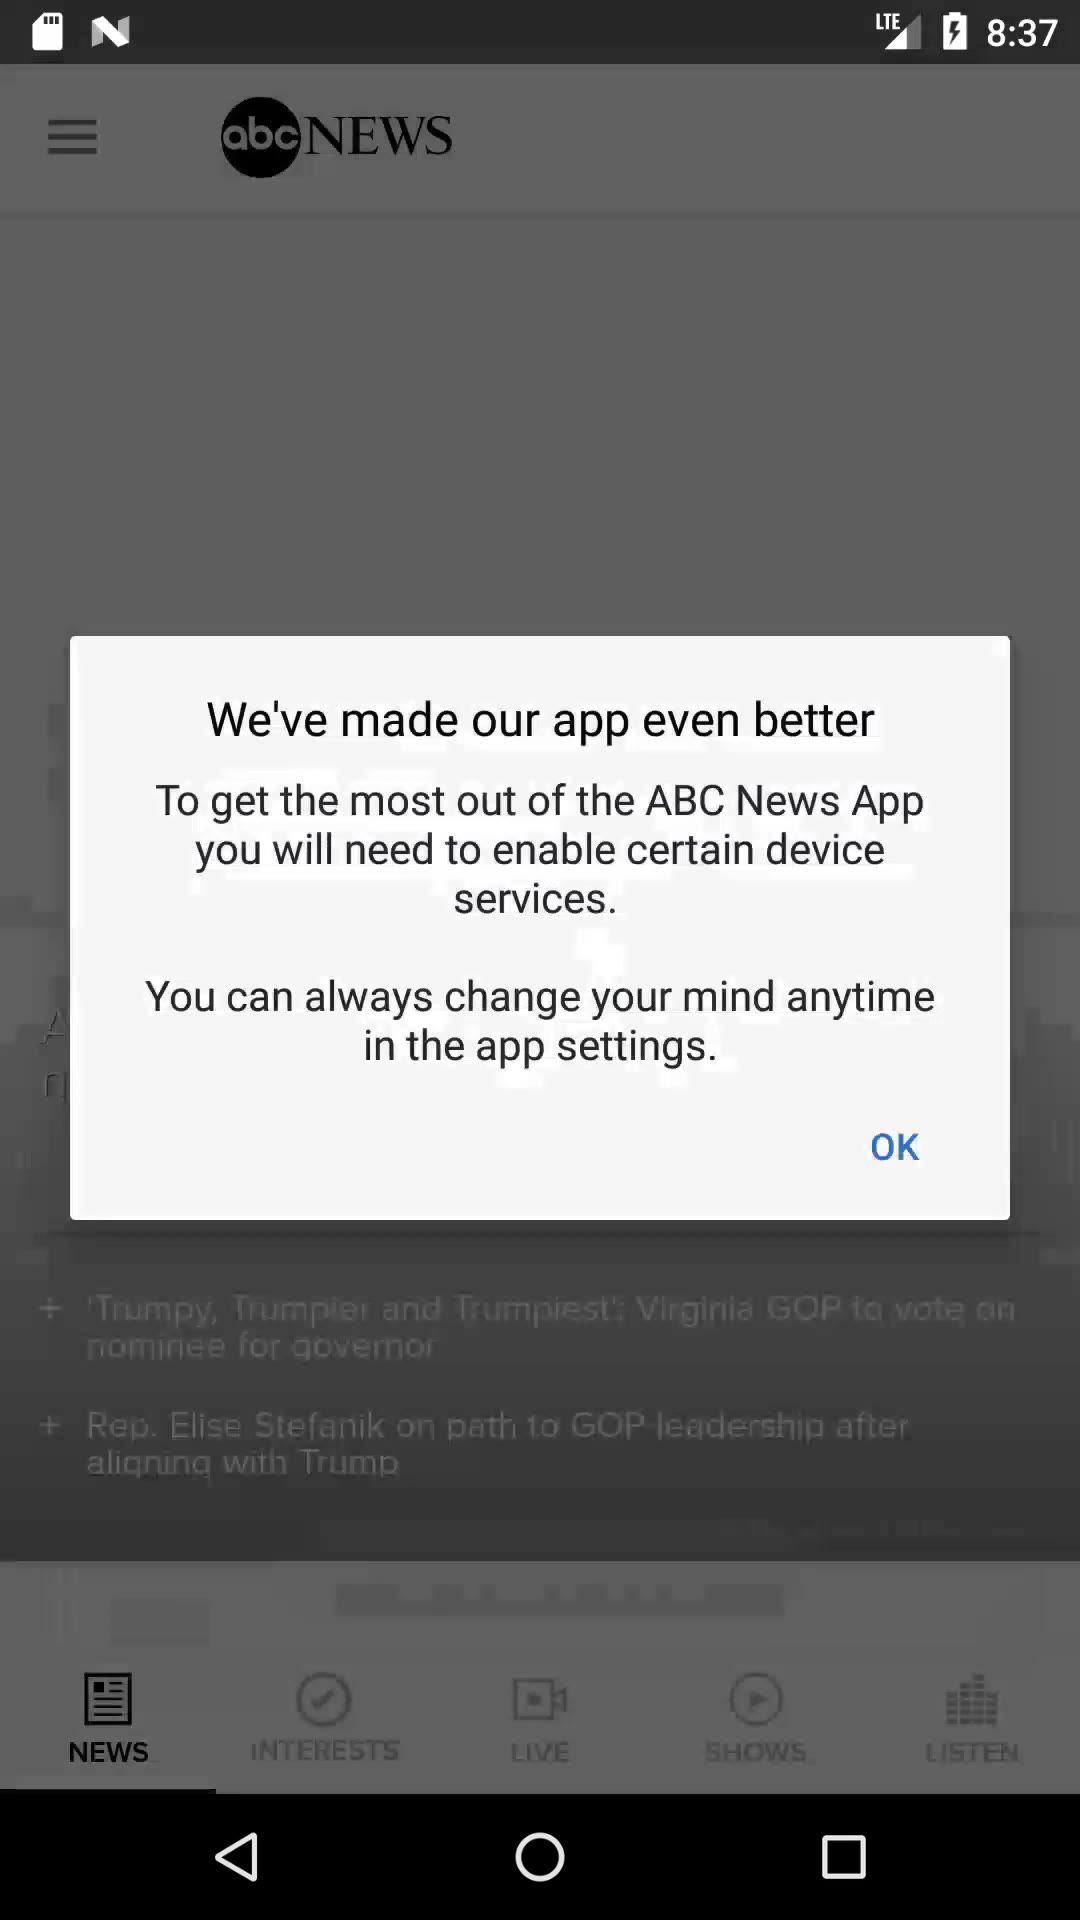 LTE 8:37
abc NEWS
We've made our app even better
To get the most out of the ABC News App
you will need to enable certain device
services.
You can always change your mind anytime
in the app settings.
OK
+ 'Trumpy, Trumpier and Trumpiest': Virginia GOP to vote on
nominee for governor
+ Rep. Elise Stefanik on path to GOP leadership after
aligning with Trump
NEWS INTERESTS LIVE SHOWS LISTEN